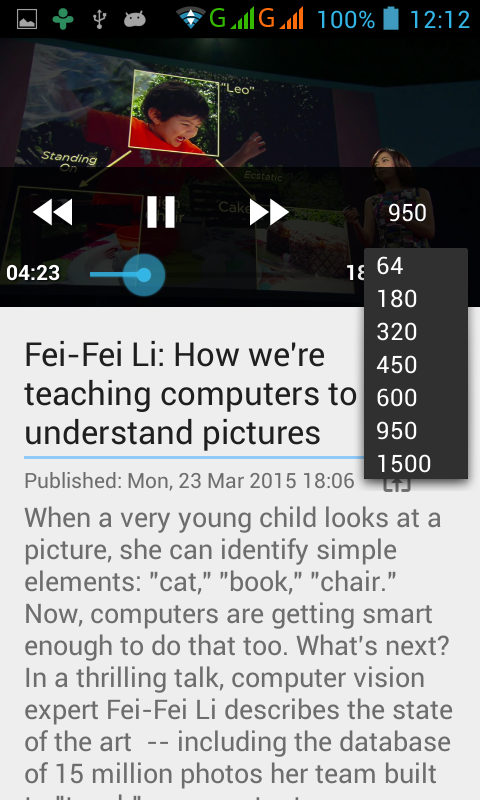 G G 100% 12:12
"Leo"
Standing
On
Ecstatic
Cake
950
04:23
18
64
180
320
450
600
950
1500
Fei-Fei Li: How we're
teaching computers to
understand pictures
Published: Mon, 23 Mar 2015 18:06
When a very young child looks at a
picture, she can identify simple
elements: "cat," "book," "chair."
Now, computers are getting smart
enough to do that too. What's next?
In a thrilling talk, computer vision
expert Fei-Fei Li describes the state
of the art -- including the database
of 15 million photos her team built